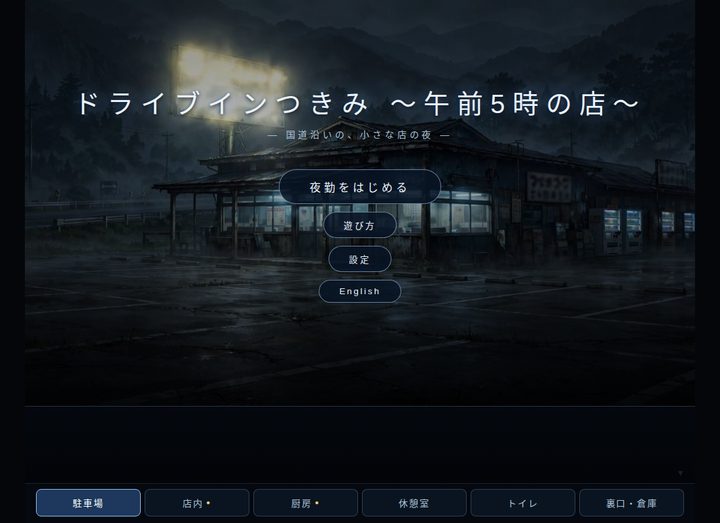 ドライブインつきみ ～午前5時の店～
― 国道沿いの、小さな店の夜 ―
夜勤をはじめる
遊び方
設定
English
▼
駐車場 店内 • 厨房 • 休憩室 トイレ 裏口・倉庫